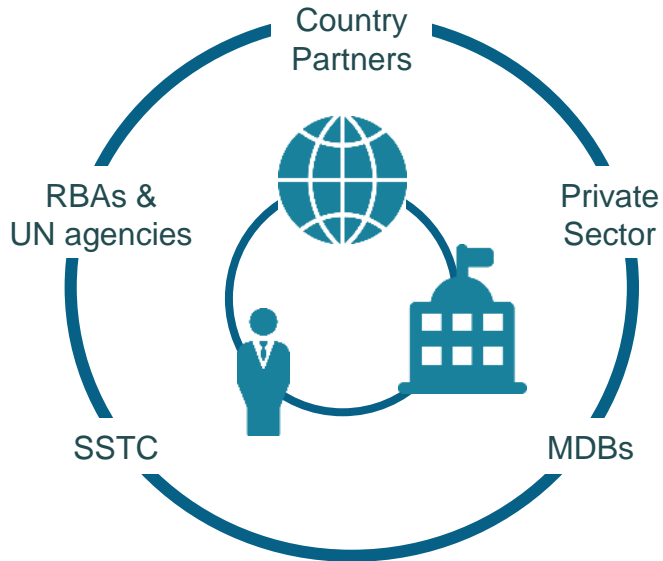 Country
Partners
RBAs &
UN agencies
Private
Sector
SSTC
MDBs